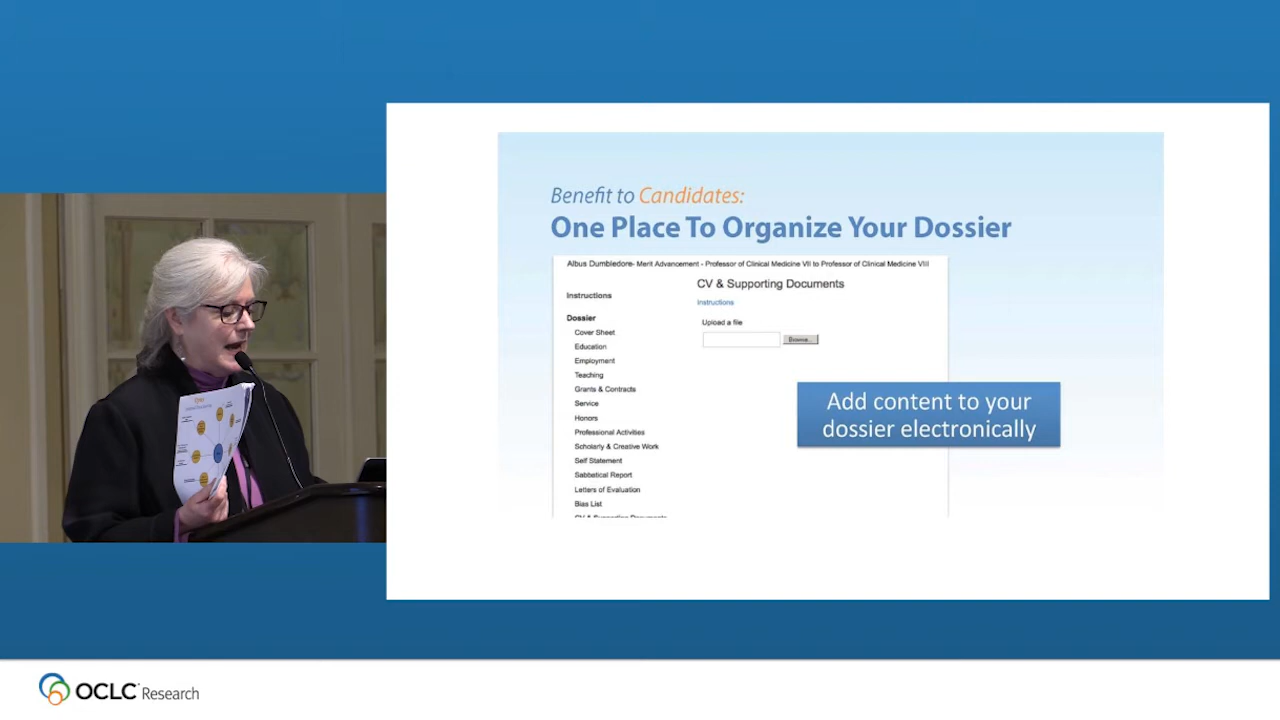 Benefit to Candidates:
One Place To Organize Your Dossier
Albus Dumbledore- Merit Advancement - Professor of Clinical Medicine VII to Professor of Clinical Medicine VIII
Instructions
Dossier
Cover Sheet
Education
Employment
Teaching
Grants & Contracts
Service
Honors
Professional Activities
Scholarly & Creative Work
Self Statement
Sabbatical Report
Letters of Evaluation
Bias List
CV & Supporting Documents
CV & Supporting Documents
Instructions
Upload a file
Browse...
Add content to your
dossier electronically
OCLC Research